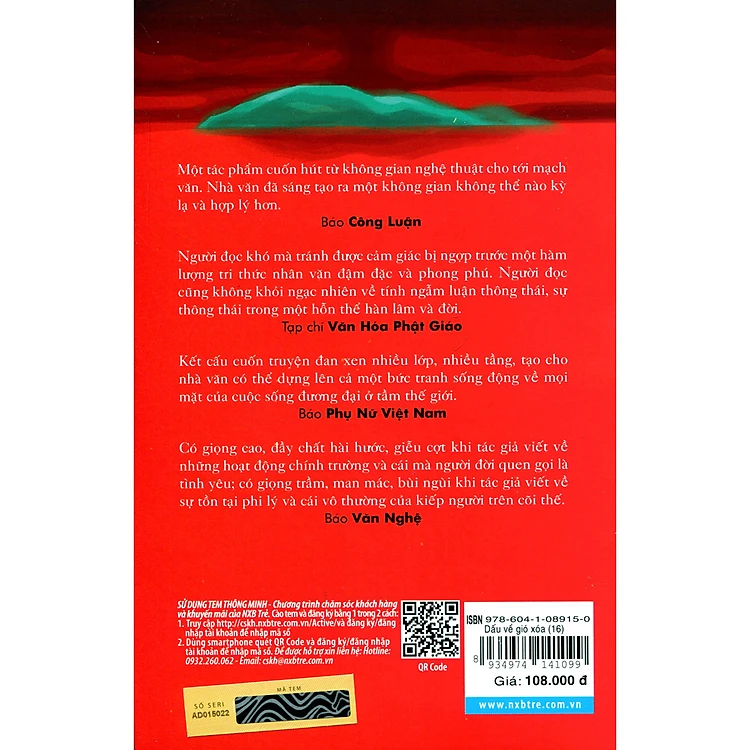 Một tác phẩm cuốn hút từ không gian nghệ thuật cho tới mạch
văn. Nhà văn đã sáng tạo ra một không gian không thể nào kỳ
lạ và hợp lý hơn.
Báo Công Luận
Người đọc khó mà tránh được cảm giác bị ngợp trước một hàm
lượng tri thức nhân văn đậm đặc và phong phú. Người đọc
cũng không khỏi ngạc nhiên về tính ngẫm luận thông thái, sự
thông thái trong một hỗn thể hàn lâm và đời.
Tạp chí Văn Hóa Phật Giáo
Kết cấu cuốn truyện đan xen nhiều lớp, nhiều tầng, tạo cho
nhà văn có thể dựng lên cả một bức tranh sống động về mọi
mặt của cuộc sống đương đại ở tầm thế giới.
Báo Phụ Nữ Việt Nam
Có giọng cao, đầy chất hài hước, giễu cợt khi tác giả viết về
những hoạt động chính trường và cái mà người đời quen gọi là
tình yêu; có giọng trầm, man mác, bùi ngùi khi tác giả viết về
sự tồn tại phi lý và cái vô thường của kiếp người trên cõi thế.
Báo Văn Nghệ
SỬ DỤNG TEM THÔNG MINH - Chương trình chăm sóc khách hàng
và khuyến mãi của NXB Trẻ. Cào tem và đăng ký bằng 1 trong 2 cách:
1. Truy cập http://cskh.nxbtre.com.vn/Active/và đăng ký/đăng
nhập tài khoản để nhập mã số
2. Dùng smartphone quét QR Code và đăng ký/đăng nhập
tài khoản để nhập mã số. Để được hỗ trợ xin liên hệ: Hotline:
0932.260.062 - Email: cskh@nxbtre.com.vn
QR Code
ISBN 978-604-1-08915-0
Dấu về gió xóa (16)
8 934974 141099
Giá: 108.000 đ
www.nxbtre.com.vn
MÃ TEM
SỐ SERI
AD015022